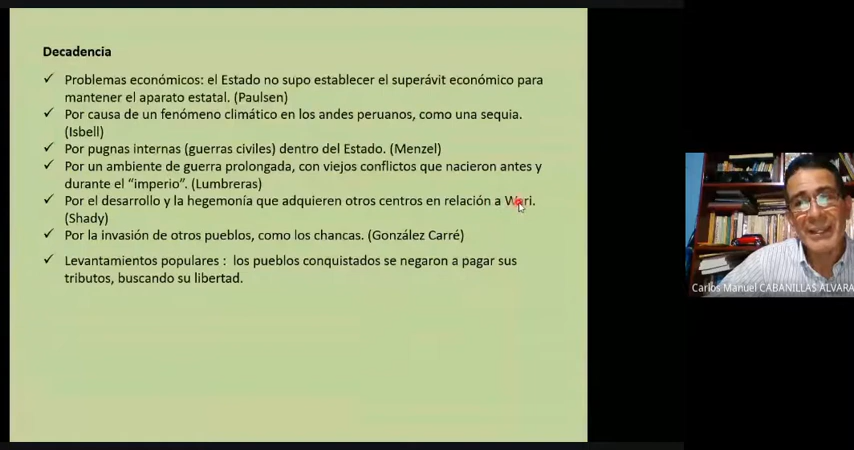 Decadencia
✓ Problemas económicos: el Estado no supo establecer el superávit económico para
mantener el aparato estatal. (Paulsen)
✓ Por causa de un fenómeno climático en los andes peruanos, como una sequia.
(Isbell)
✓ Por pugnas internas (guerras civiles) dentro del Estado. (Menzel)
✓ Por un ambiente de guerra prolongada, con viejos conflictos que nacieron antes y
durante el “imperio”. (Lumbreras)
✓ Por el desarrollo y la hegemonía que adquieren otros centros en relación a Wari.
(Shady)
✓ Por la invasión de otros pueblos, como los chancas. (González Carré)
✓ Levantamientos populares : los pueblos conquistados se negaron a pagar sus
tributos, buscando su libertad.
Carlos Manuel CABANILLAS ALVARA